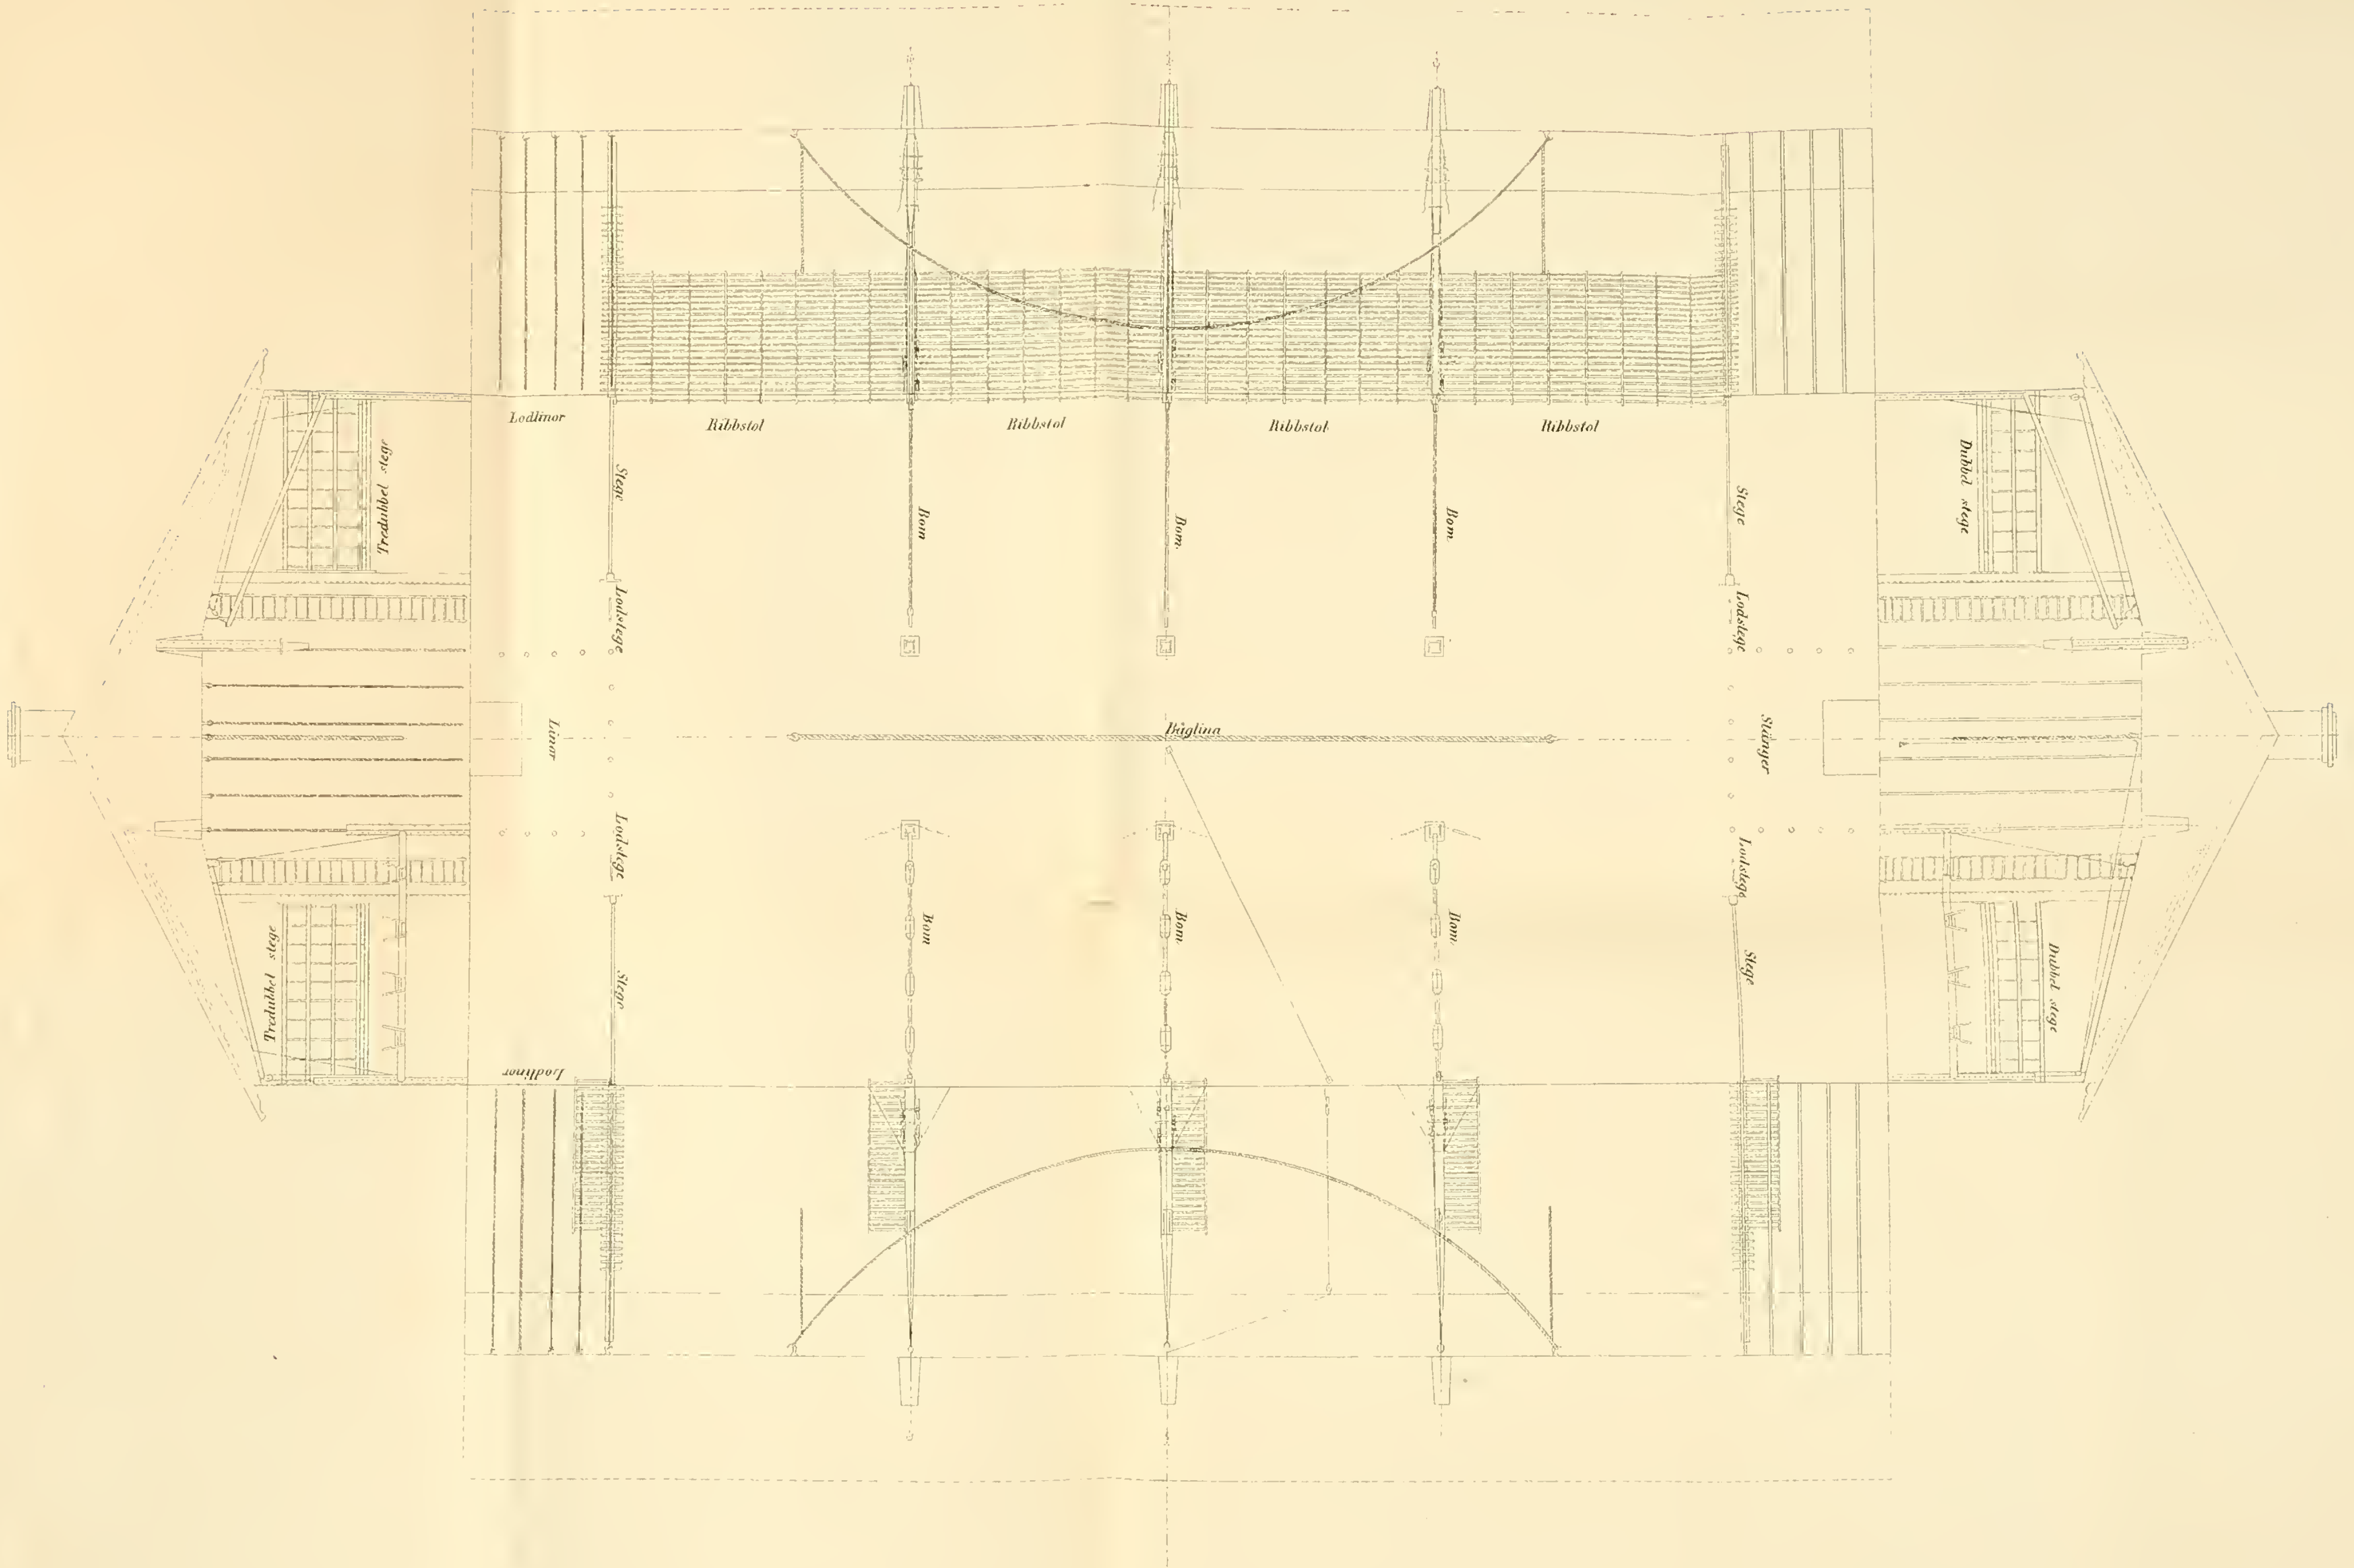 Lodlinor
Ribbstol
Ribbstol
Ribbstol
Ribbstol
Tredubbel stege
Stege
Bom
Bom.
Bom.
Stege
Dubbel stege
Lodstege
Lodstege
Linor
Båglina
Stänger
Lodstege
Lodstege
Tredubbel stege
Stege
Bom
Bom.
Bom.
Stege
Dubbel stege
Lodlinor